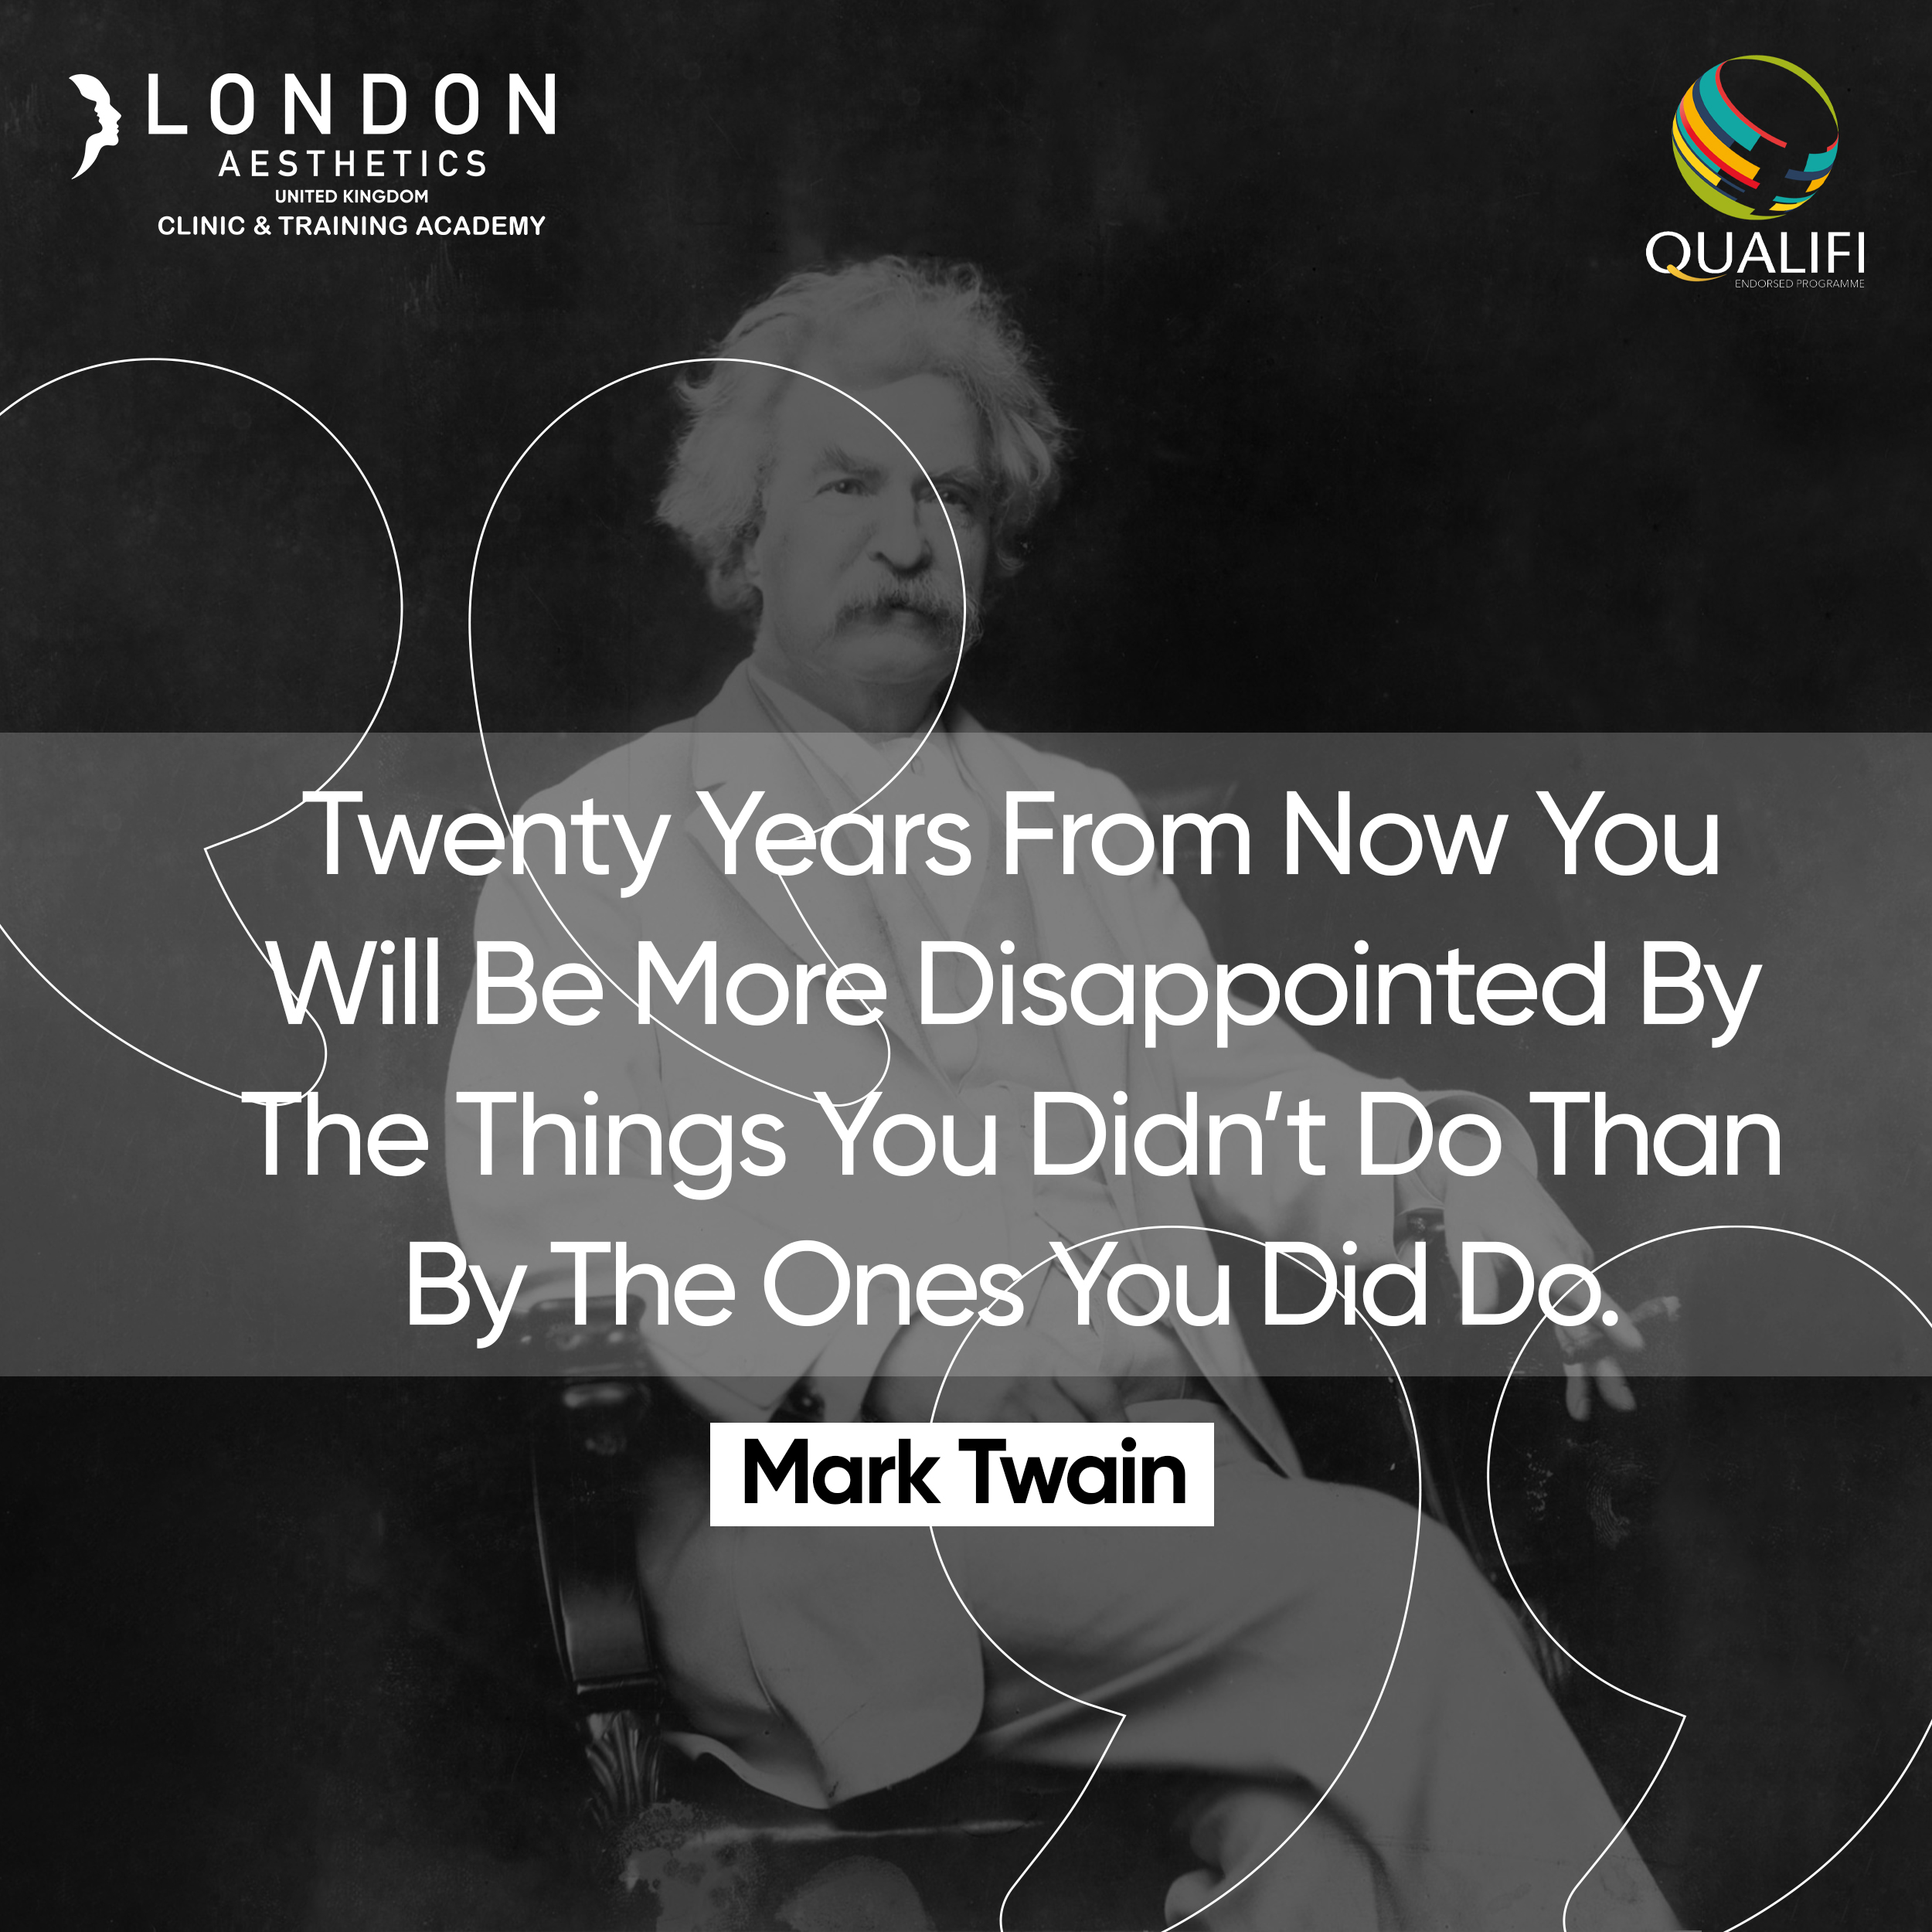 LONDON
AESTHETICS
UNITED KINGDOM
CLINIC & TRAINING ACADEMY
QUALIFI
ENDORSED PROGRAMME
Twenty Years From Now You
Will Be More Disappointed By
The Things You Didn’t Do Than
By The Ones You Did Do.
Mark Twain